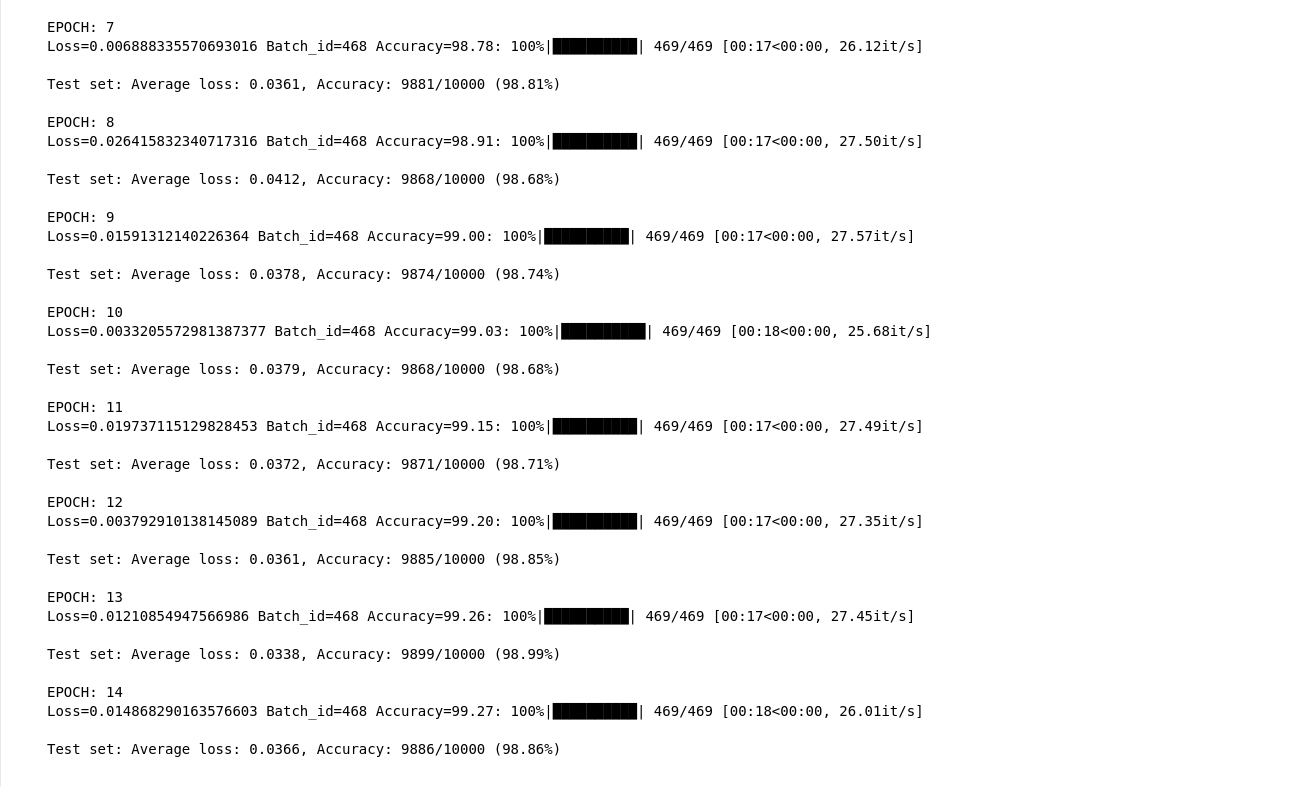 EPOCH: 7
Loss=0.006888335570693016 Batch_id=468 Accuracy=98.78: 100%|██████████| 469/469 [00:17<00:00, 26.12it/s]
Test set: Average loss: 0.0361, Accuracy: 9881/10000 (98.81%)
EPOCH: 8
Loss=0.026415832340717316 Batch_id=468 Accuracy=98.91: 100%|██████████| 469/469 [00:17<00:00, 27.50it/s]
Test set: Average loss: 0.0412, Accuracy: 9868/10000 (98.68%)
EPOCH: 9
Loss=0.01591312140226364 Batch_id=468 Accuracy=99.00: 100%|██████████| 469/469 [00:17<00:00, 27.57it/s]
Test set: Average loss: 0.0378, Accuracy: 9874/10000 (98.74%)
EPOCH: 10
Loss=0.0033205572981387377 Batch_id=468 Accuracy=99.03: 100%|██████████| 469/469 [00:18<00:00, 25.68it/s]
Test set: Average loss: 0.0379, Accuracy: 9868/10000 (98.68%)
EPOCH: 11
Loss=0.019737115129828453 Batch_id=468 Accuracy=99.15: 100%|██████████| 469/469 [00:17<00:00, 27.49it/s]
Test set: Average loss: 0.0372, Accuracy: 9871/10000 (98.71%)
EPOCH: 12
Loss=0.003792910138145089 Batch_id=468 Accuracy=99.20: 100%|██████████| 469/469 [00:17<00:00, 27.35it/s]
Test set: Average loss: 0.0361, Accuracy: 9885/10000 (98.85%)
EPOCH: 13
Loss=0.01210854947566986 Batch_id=468 Accuracy=99.26: 100%|██████████| 469/469 [00:17<00:00, 27.45it/s]
Test set: Average loss: 0.0338, Accuracy: 9899/10000 (98.99%)
EPOCH: 14
Loss=0.014868290163576603 Batch_id=468 Accuracy=99.27: 100%|██████████| 469/469 [00:18<00:00, 26.01it/s]
Test set: Average loss: 0.0366, Accuracy: 9886/10000 (98.86%)